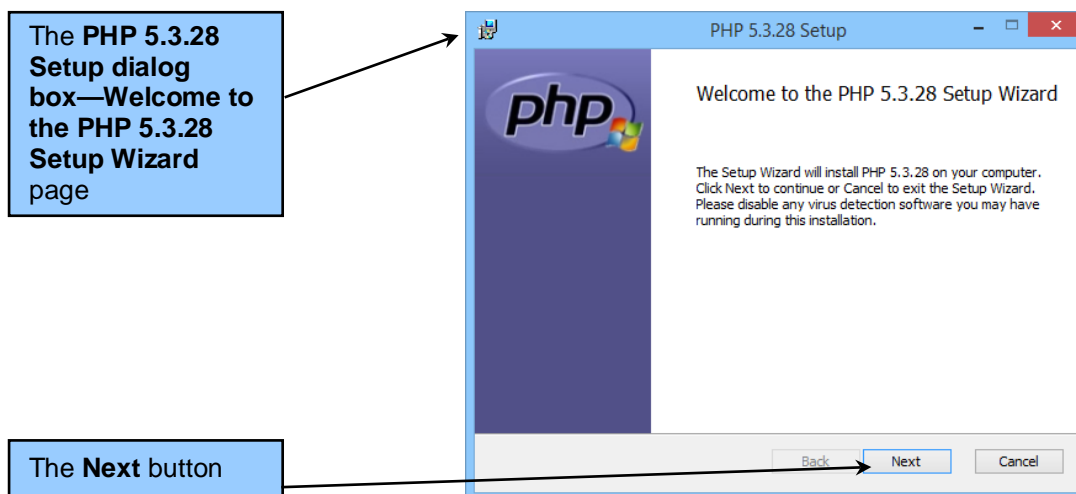 The PHP 5.3.28
Setup dialog
box—Welcome to
the PHP 5.3.28
Setup Wizard
page
PHP 5.3.28 Setup
php
Welcome to the PHP 5.3.28 Setup Wizard
The Setup Wizard will install PHP 5.3.28 on your computer.
Click Next to continue or Cancel to exit the Setup Wizard.
Please disable any virus detection software you may have
running during this installation.
The Next button
Back Next Cancel